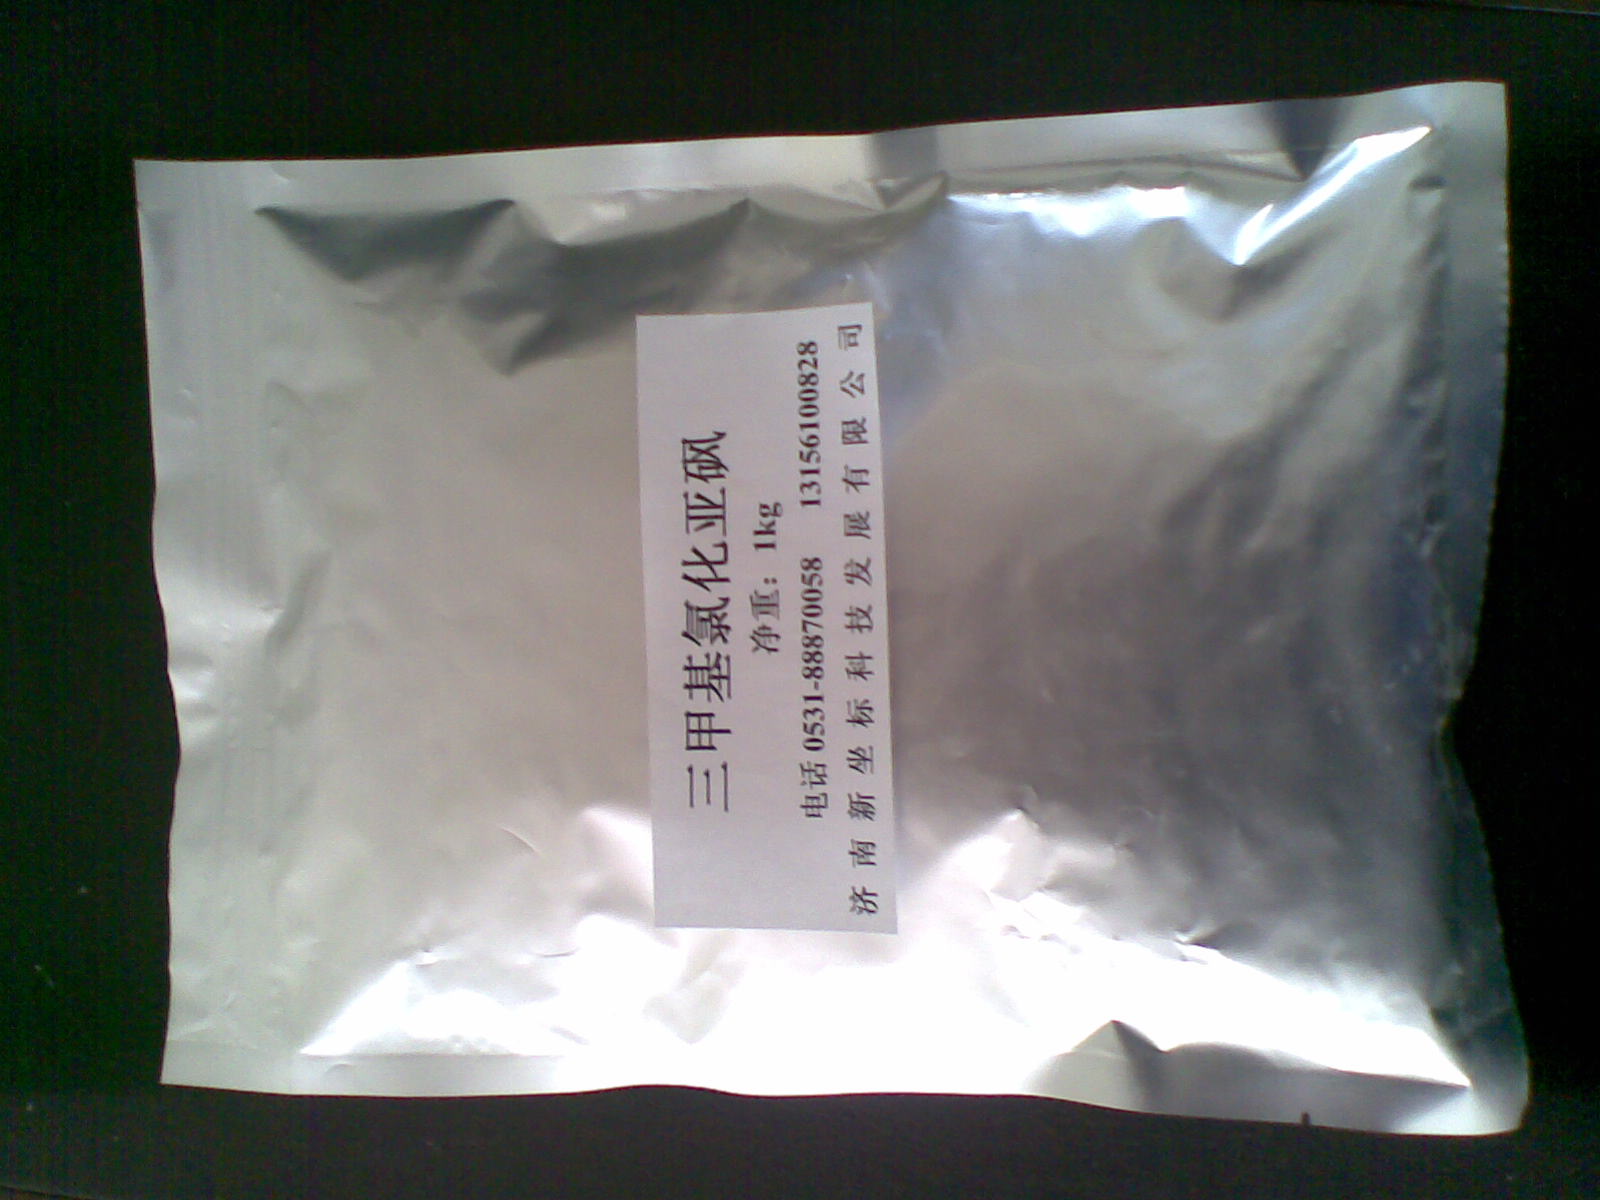 三甲基氯化亚砜
净重：1kg
电话 0531-88870058 13156100828
济南新坐标科技发展有限公司